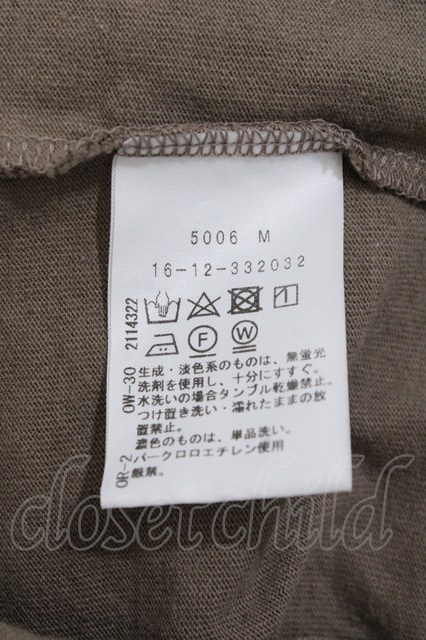 5006 M
16-12-332032
2114322
F
W
OW-30
生成・淡色系のものは、無蛍光
洗剤を使用し、十分にすすぐ。
水洗いの場合タンブル乾燥禁止。
つけ置き洗い・濡れたままの放
置禁止。
濃色のものは、単品洗い。
OR-2
パークロロエチレン使用
厳禁。
closet child